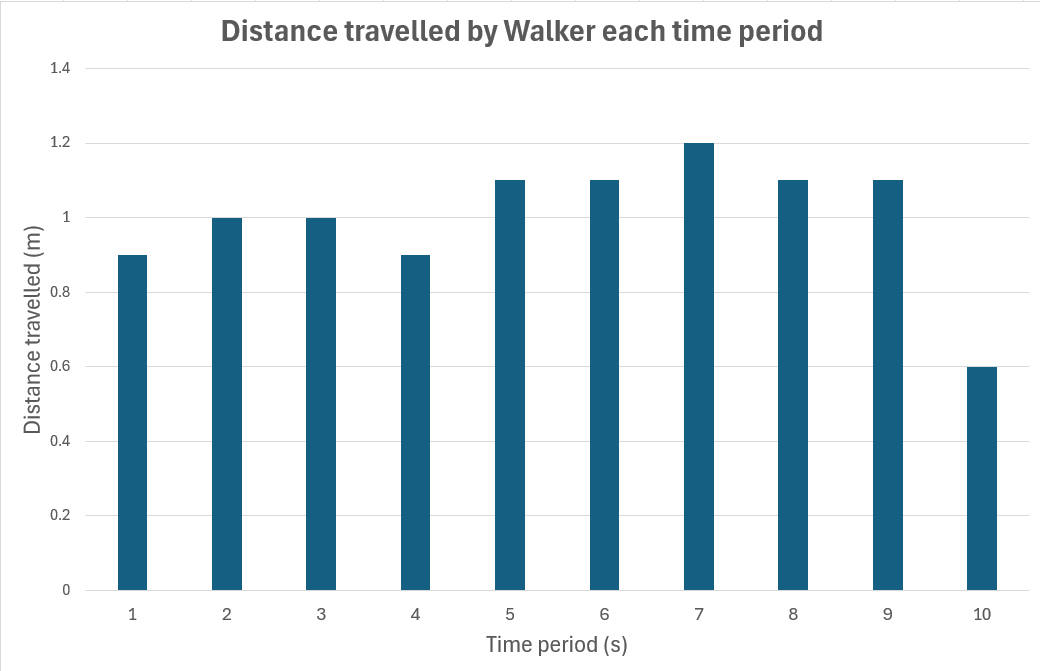 Distance travelled by Walker each time period
Distance travelled (m)
1.4
1.2
1
0.8
0.6
0.4
0.2
0
1 2 3 4 5 6 7 8 9 10
Time period (s)